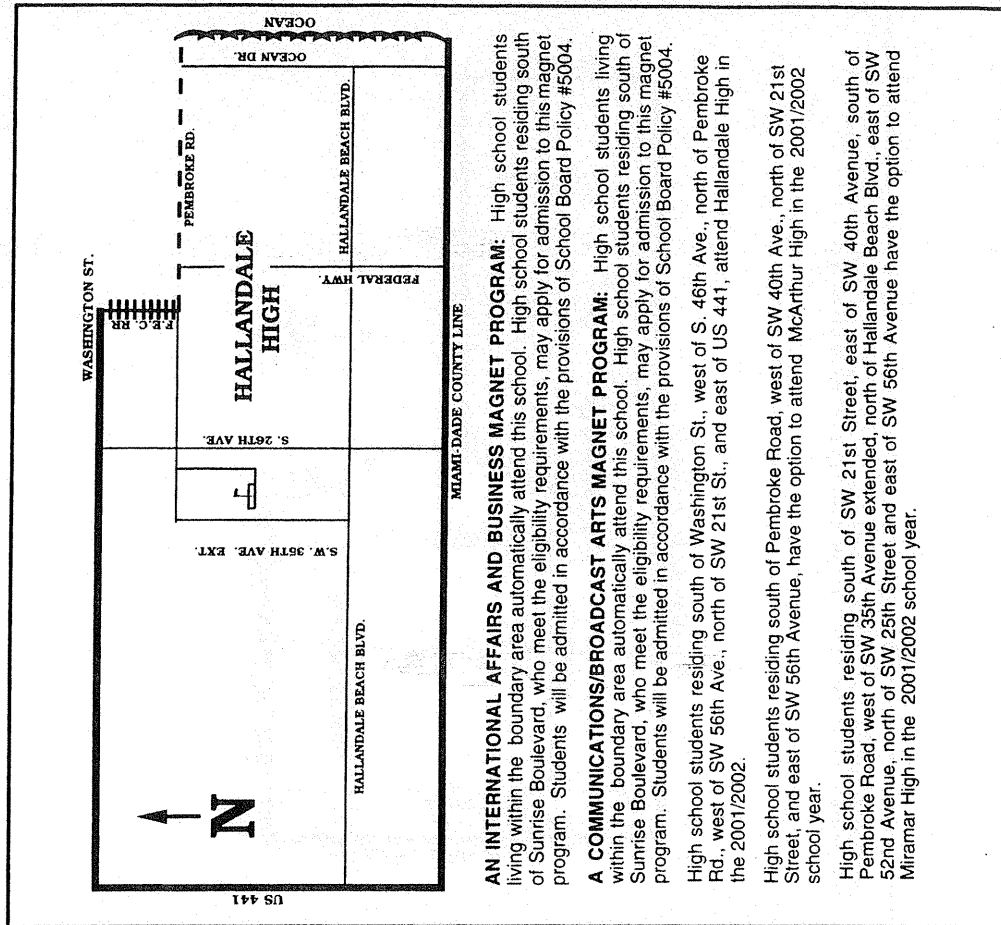 WASHINGTON ST.
F.E.C. RR
PEMBROKE RD.
OCEAN DR.
OCEAN
HALLANDALE
HIGH
S. 26TH AVE.
S.W. 35TH AVE. EXT.
FEDERAL HWY.
HALLANDALE BEACH BLVD.
HALLANDALE BEACH BLVD.
N
US 441
MIAMI-DADE COUNTY LINE
AN INTERNATIONAL AFFAIRS AND BUSINESS MAGNET PROGRAM: High school students
living within the boundary area automatically attend this school. High school students residing south
of Sunrise Boulevard, who meet the eligibility requirements, may apply for admission to this magnet
program. Students will be admitted in accordance with the provisions of School Board Policy #5004.
A COMMUNICATIONS/BROADCAST ARTS MAGNET PROGRAM: High school students living
within the boundary area automatically attend this school. High school students residing south of
Sunrise Boulevard, who meet the eligibility requirements, may apply for admission to this magnet
program. Students will be admitted in accordance with the provisions of School Board Policy #5004.
High school students residing south of Washington St., west of S. 46th Ave., north of Pembroke
Rd., west of SW 56th Ave., north of SW 21st St., and east of US 441, attend Hallandale High in
the 2001/2002.
High school students residing south of Pembroke Road, west of SW 40th Ave., north of SW 21st
Street, and east of SW 56th Avenue, have the option to attend McArthur High in the 2001/2002
school year.
High school students residing south of SW 21st Street, east of SW 40th Avenue, south of
Pembroke Road, west of SW 35th Avenue extended, north of Hallandale Beach Blvd., east of SW
52nd Avenue, north of SW 25th Street and east of SW 56th Avenue have the option to attend
Miramar High in the 2001/2002 school year.